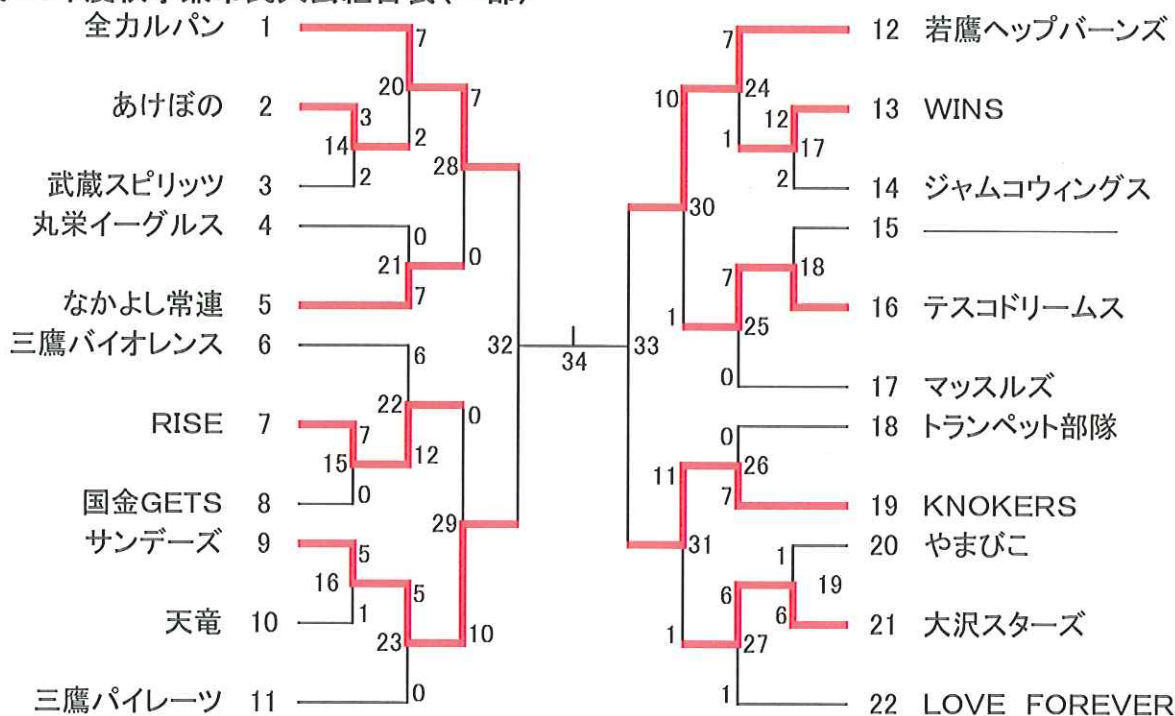 全力ルパン 1 7 7 12 若鷹ヘップバーンズ
20 7 10 24
あけぼの 2 3 12 13 WINS
14 2 1 17
武蔵スピリッツ 3 2 28 2 14 ジャムコウィングス
丸栄イーグルス 4 0 30 15
21 0 7 18
なかよし常連 5 7 1 25 16 テスコドリームス
三鷹バイオレンス 6 6 32 34 33
22 0 0 17 マッスルズ
RISE 7 7 12 0 18 トランペット部隊
15 11 26
国金GETS 8 0 7 19 KNOKERS
サンデーズ 9 5 29 31 1 20 やまびこ
16 5 6 19
天竜 10 1 6 21 大沢スターズ
23 10 1 27
三鷹パイレーツ 11 0 1 22 LOVE FOREVER